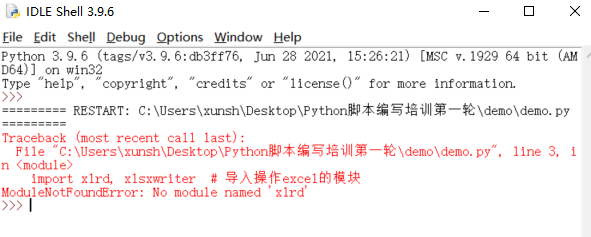 IDLE Shell 3.9.6
File Edit Shell Debug Options Window Help
Python 3.9.6 (tags/v3.9.6:db3ff76, Jun 28 2021, 15:26:21) [MSC v.1929 64 bit (AM
D64)] on win32
Type "help", "copyright", "credits" or "license()" for more information.
>>>
========= RESTART: C:\Users\xunsh\Desktop\Python脚本编写培训第一轮\demo\demo.py
=========
Traceback (most recent call last):
  File "C:\Users\xunsh\Desktop\Python脚本编写培训第一轮\demo\demo.py", line 3, i
n <module>
    import xlrd, xlsxwriter  # 导入操作excel的模块
ModuleNotFoundError: No module named 'xlrd'
>>>